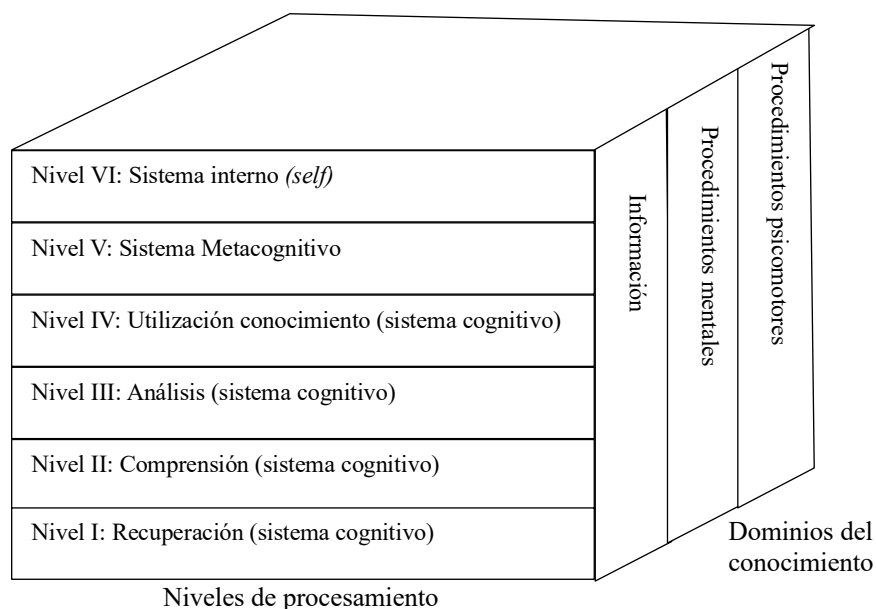 Nivel VI: Sistema interno (self)
Nivel V: Sistema Metacognitivo
Nivel IV: Utilización conocimiento (sistema cognitivo)
Nivel III: Análisis (sistema cognitivo)
Nivel II: Comprensión (sistema cognitivo)
Nivel I: Recuperación (sistema cognitivo)
Niveles de procesamiento
Información
Procedimientos mentales
Procedimientos psicomotores
Dominios del
conocimiento